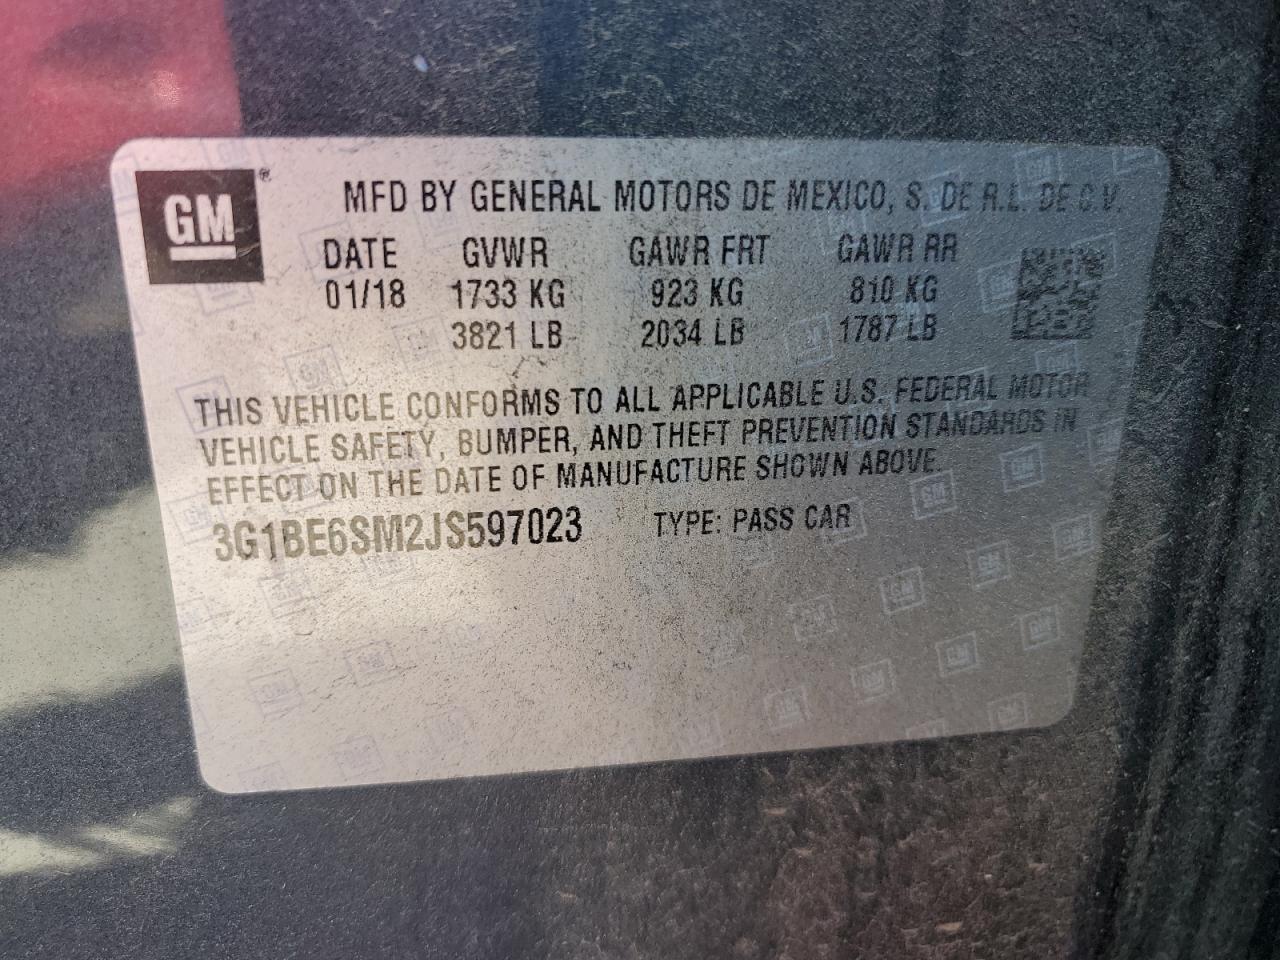 GM ® MFD BY GENERAL MOTORS DE MEXICO, S. DE R.L. DE C.V.
DATE GVWR GAWR FRT GAWR RR
01/18 1733 KG 923 KG 810 KG
3821 LB 2034 LB 1787 LB
THIS VEHICLE CONFORMS TO ALL APPLICABLE U.S. FEDERAL MOTOR
VEHICLE SAFETY, BUMPER, AND THEFT PREVENTION STANDARDS IN
EFFECT ON THE DATE OF MANUFACTURE SHOWN ABOVE.
3G1BE6SM2JS597023 TYPE: PASS CAR